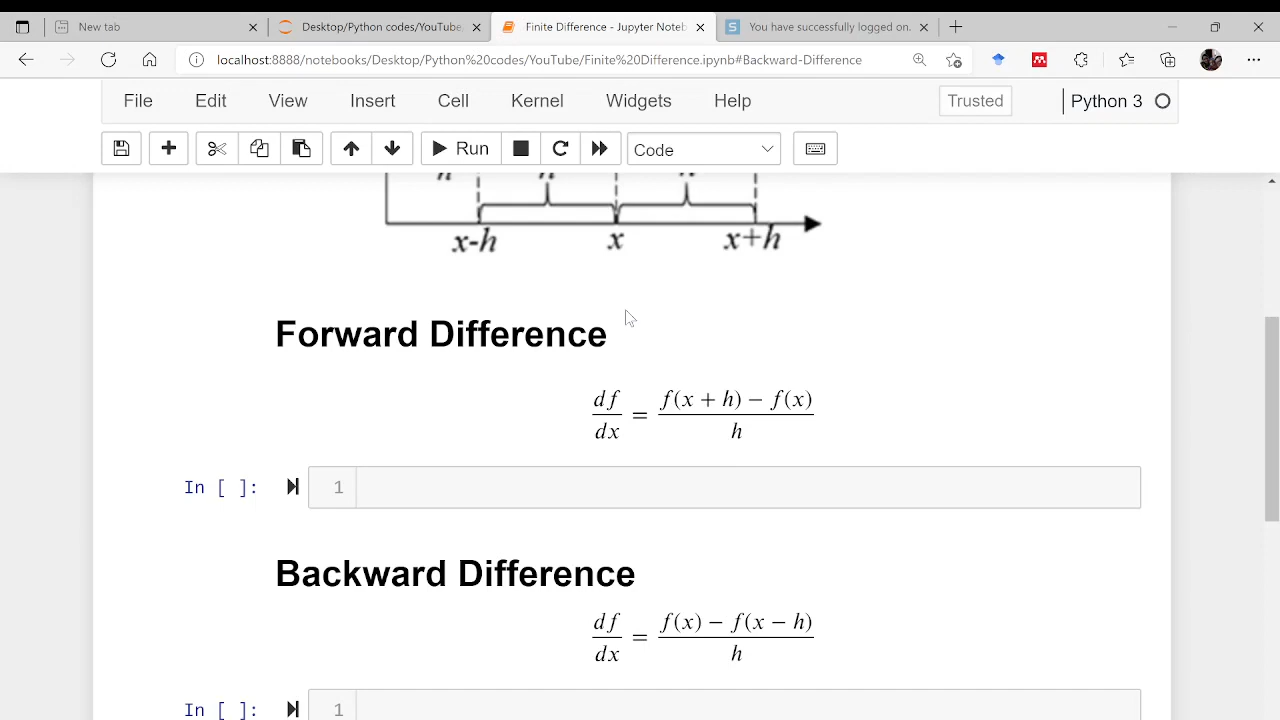 New tab
Desktop/Python codes/YouTube
Finite Difference - Jupyter Noteb
You have successfully logged on.
localhost:8888/notebooks/Desktop/Python%20codes/YouTube/Finite%20Difference.ipynb#Backward-Difference
File Edit View Insert Cell Kernel Widgets Help Trusted Python 3
Run Code
x-h x x+h
Forward Difference
df/dx = f(x + h) − f(x)/h
In [ ]: 1
Backward Difference
df/dx = f(x) − f(x − h)/h
In [ ]: 1